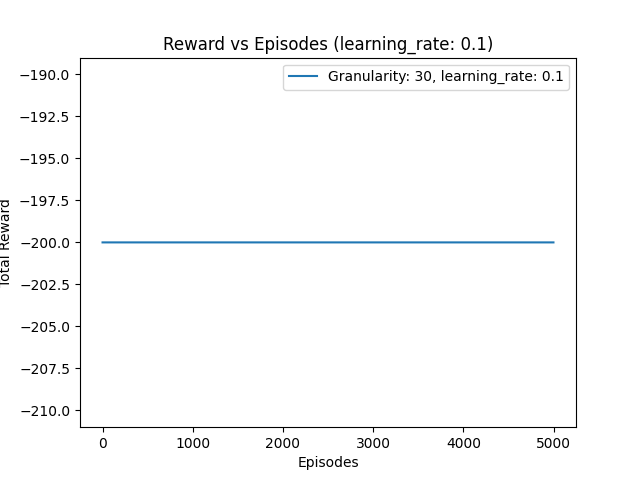 Reward vs Episodes (learning_rate: 0.1)
Granularity: 30, learning_rate: 0.1
−190.0
−192.5
−195.0
−197.5
−200.0
−202.5
−205.0
−207.5
−210.0
Total Reward
0 1000 2000 3000 4000 5000
Episodes